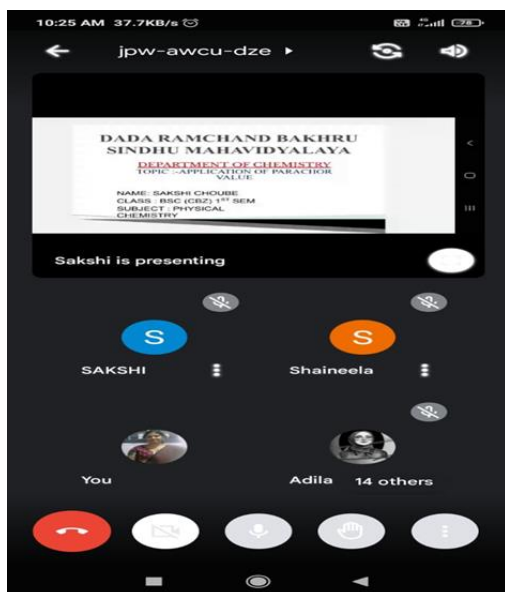 10:25 AM 37.7KB/s
4G
78
jpw-awcu-dze
DADA RAMCHAND BAKHRU
SINDHU MAHAVIDYALAYA
DEPARTMENT OF CHEMISTRY
TOPIC :-APPLICATION OF PARACHOR
VALUE
NAME: SAKSHI CHOUBE
CLASS : BSC (CBZ) 1ST SEM
SUBJECT : PHYSICAL
CHEMISTRY
Sakshi is presenting
S
S
SAKSHI
Shaineela
You
Adila 14 others